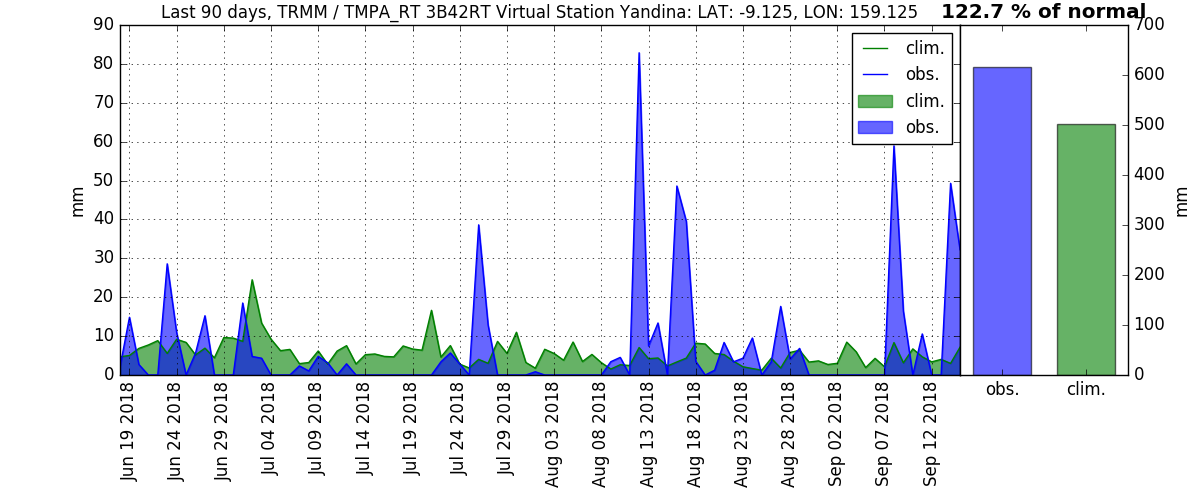 Last 90 days, TRMM / TMPA_RT 3B42RT Virtual Station Yandina: LAT: -9.125, LON: 159.125
122.7 % of normal
90
80
70
60
50
40
30
20
10
0
mm
clim.
obs.
clim.
obs.
700
600
500
400
300
200
100
0
mm
Jun 19 2018
Jun 24 2018
Jun 29 2018
Jul 04 2018
Jul 09 2018
Jul 14 2018
Jul 19 2018
Jul 24 2018
Jul 29 2018
Aug 03 2018
Aug 08 2018
Aug 13 2018
Aug 18 2018
Aug 23 2018
Aug 28 2018
Sep 02 2018
Sep 07 2018
Sep 12 2018
obs.
clim.